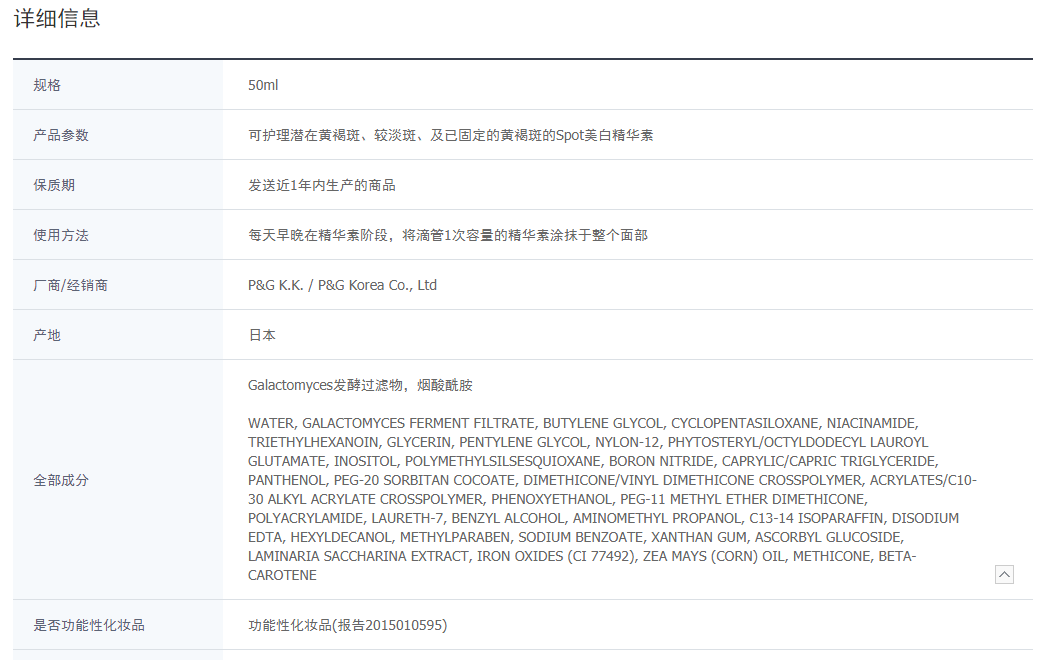 详细信息
规格 50ml
产品参数 可护理潜在黄褐斑、较淡斑、及已固定的黄褐斑的Spot美白精华素
保质期 发送近1年内生产的商品
使用方法 每天早晚在精华素阶段，将滴管1次容量的精华素涂抹于整个面部
厂商/经销商 P&G K.K. / P&G Korea Co., Ltd
产地 日本
全部成分
Galactomyces发酵过滤物，烟酸酰胺
WATER, GALACTOMYCES FERMENT FILTRATE, BUTYLENE GLYCOL, CYCLOPENTASILOXANE, NIACINAMIDE,
TRIETHYLHEXANOIN, GLYCERIN, PENTYLENE GLYCOL, NYLON-12, PHYTOSTERYL/OCTYLDODECYL LAUROYL
GLUTAMATE, INOSITOL, POLYMETHYLSILSESQUIOXANE, BORON NITRIDE, CAPRYLIC/CAPRIC TRIGLYCERIDE,
PANTHENOL, PEG-20 SORBITAN COCOATE, DIMETHICONE/VINYL DIMETHICONE CROSSPOLYMER, ACRYLATES/C10-
30 ALKYL ACRYLATE CROSSPOLYMER, PHENOXYETHANOL, PEG-11 METHYL ETHER DIMETHICONE,
POLYACRYLAMIDE, LAURETH-7, BENZYL ALCOHOL, AMINOMETHYL PROPANOL, C13-14 ISOPARAFFIN, DISODIUM
EDTA, HEXYLDECANOL, METHYLPARABEN, SODIUM BENZOATE, XANTHAN GUM, ASCORBYL GLUCOSIDE,
LAMINARIA SACCHARINA EXTRACT, IRON OXIDES (CI 77492), ZEA MAYS (CORN) OIL, METHICONE, BETA-
CAROTENE
是否功能性化妆品 功能性化妆品(报告2015010595)